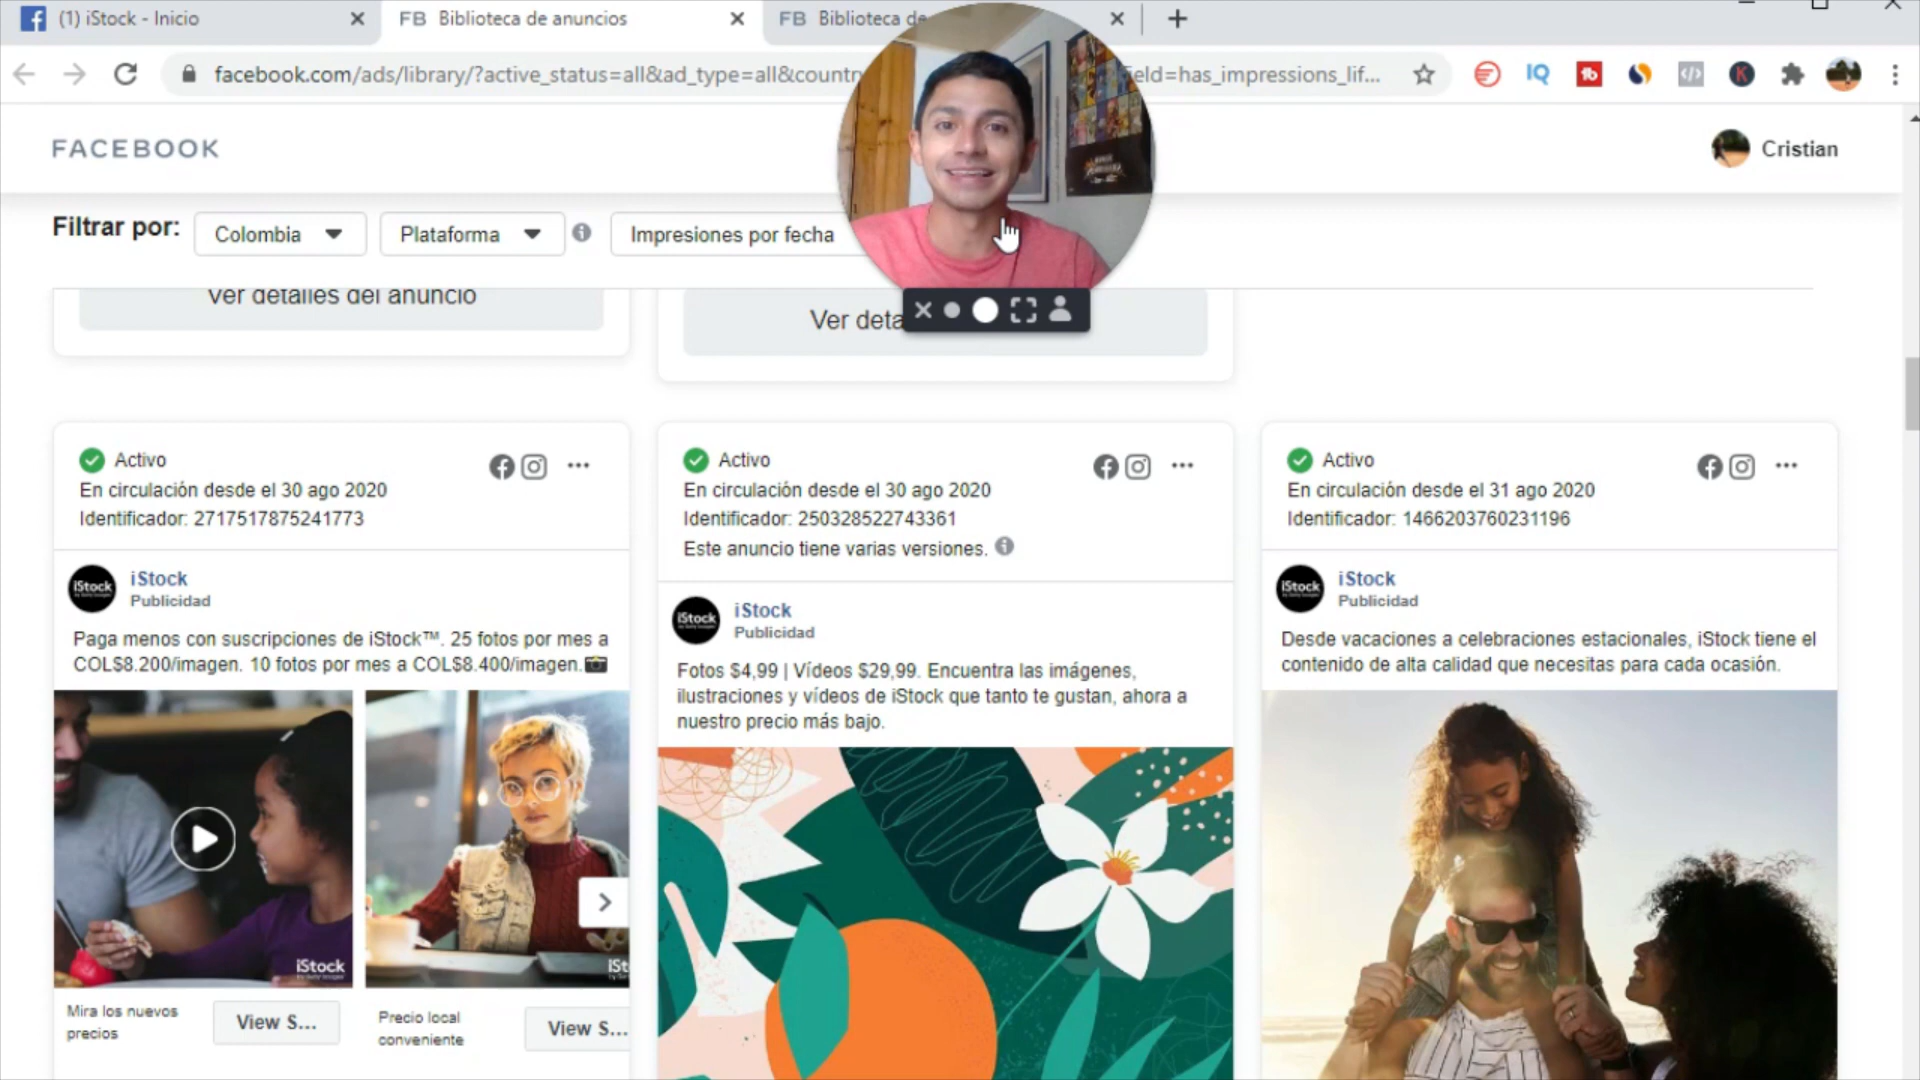 (1) iStock - Inicio
FB Biblioteca de anuncios
FB Biblioteca de
facebook.com/ads/library/?active_status=all&ad_type=all&countr
ield=has_impressions_lif...
FACEBOOK
Cristian
Filtrar por:
Colombia
Plataforma
Impresiones por fecha
Ver detalles del anuncio
Ver deta
Activo
En circulación desde el 30 ago 2020
Identificador: 2717517875241773
iStock
Publicidad
Paga menos con suscripciones de iStock™. 25 fotos por mes a
COL$8.200/imagen. 10 fotos por mes a COL$8.400/imagen.📷
iStock
iSt
Mira los nuevos
precios
View S...
Precio local
conveniente
View S...
Activo
En circulación desde el 30 ago 2020
Identificador: 250328522743361
Este anuncio tiene varias versiones.
iStock
Publicidad
Fotos $4,99 | Vídeos $29,99. Encuentra las imágenes,
ilustraciones y vídeos de iStock que tanto te gustan, ahora a
nuestro precio más bajo.
Activo
En circulación desde el 31 ago 2020
Identificador: 1466203760231196
iStock
Publicidad
Desde vacaciones a celebraciones estacionales, iStock tiene el
contenido de alta calidad que necesitas para cada ocasión.